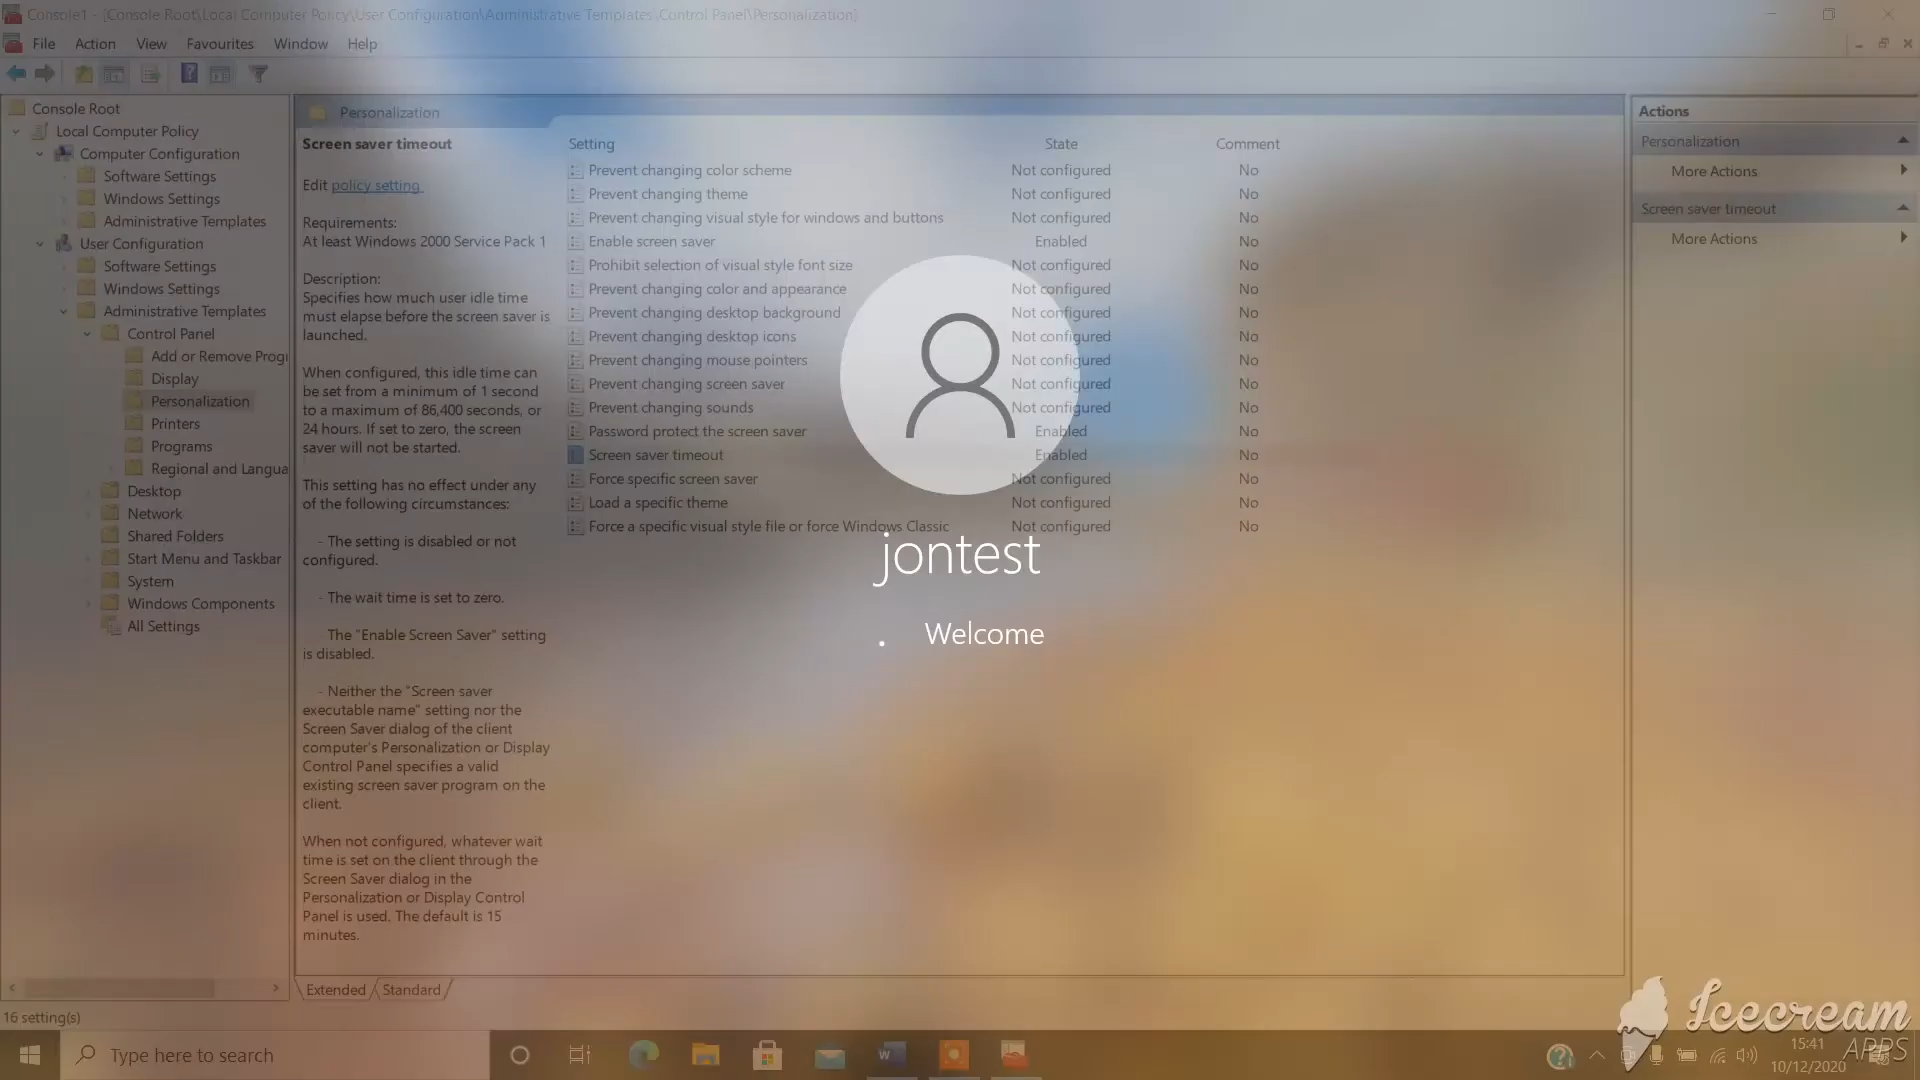 Console1 - [Console Root\Local Computer Policy\User Configuration\Administrative Templates\Control Panel\Personalization]
File Action View Favourites Window Help
Console Root
Local Computer Policy
Computer Configuration
Software Settings
Windows Settings
Administrative Templates
User Configuration
Software Settings
Windows Settings
Administrative Templates
Control Panel
Add or Remove Progr
Display
Personalization
Printers
Programs
Regional and Langua
Desktop
Network
Shared Folders
Start Menu and Taskbar
System
Windows Components
All Settings
16 setting(s)
Personalization
Screen saver timeout
Edit policy setting
Requirements:
At least Windows 2000 Service Pack 1
Description:
Specifies how much user idle time
must elapse before the screen saver is
launched.
When configured, this idle time can
be set from a minimum of 1 second
to a maximum of 86,400 seconds, or
24 hours. If set to zero, the screen
saver will not be started.
This setting has no effect under any
of the following circumstances:
- The setting is disabled or not
configured.
- The wait time is set to zero.
The "Enable Screen Saver" setting
is disabled.
- Neither the "Screen saver
executable name" setting nor the
Screen Saver dialog of the client
computer's Personalization or Display
Control Panel specifies a valid
existing screen saver program on the
client.
When not configured, whatever wait
time is set on the client through the
Screen Saver dialog in the
Personalization or Display Control
Panel is used. The default is 15
minutes.
Setting State Comment
Prevent changing color scheme Not configured No
Prevent changing theme Not configured No
Prevent changing visual style for windows and buttons Not configured No
Enable screen saver Enabled No
Prohibit selection of visual style font size Not configured No
Prevent changing color and appearance Not configured No
Prevent changing desktop background Not configured No
Prevent changing desktop icons Not configured No
Prevent changing mouse pointers Not configured No
Prevent changing screen saver Not configured No
Prevent changing sounds Not configured No
Password protect the screen saver Enabled No
Screen saver timeout Enabled No
Force specific screen saver Not configured No
Load a specific theme Not configured No
Force a specific visual style file or force Windows Classic Not configured No
jontest
Welcome
Extended Standard
Actions
Personalization
More Actions
Screen saver timeout
More Actions
Type here to search
W
15:41
10/12/2020
Icecream
APPS